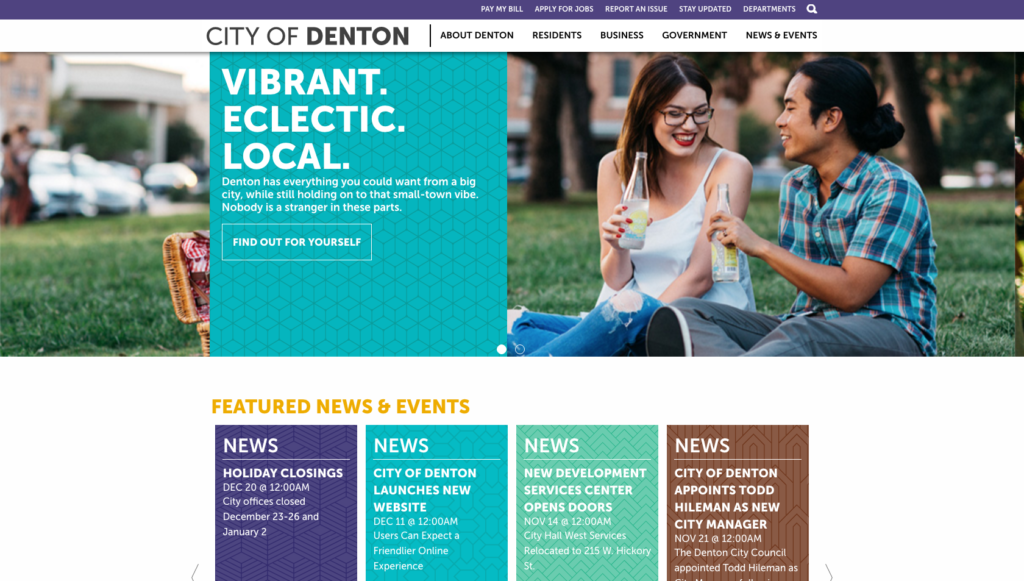 PAY MY BILL APPLY FOR JOBS REPORT AN ISSUE STAY UPDATED DEPARTMENTS
CITY OF DENTON ABOUT DENTON RESIDENTS BUSINESS GOVERNMENT NEWS & EVENTS
VIBRANT.
ECLECTIC.
LOCAL.
Denton has everything you could want from a big
city, while still holding on to that small-town vibe.
Nobody is a stranger in these parts.
FIND OUT FOR YOURSELF
FEATURED NEWS & EVENTS
NEWS
HOLIDAY CLOSINGS
DEC 20 @ 12:00AM
City offices closed
December 23-26 and
January 2
NEWS
CITY OF DENTON
LAUNCHES NEW
WEBSITE
DEC 11 @ 12:00AM
Users Can Expect a
Friendlier Online
Experience
NEWS
NEW DEVELOPMENT
SERVICES CENTER
OPENS DOORS
NOV 14 @ 12:00AM
City Hall West Services
Relocated to 215 W. Hickory
St.
NEWS
CITY OF DENTON
APPOINTS TODD
HILEMAN AS NEW
CITY MANAGER
NOV 21 @ 12:00AM
The Denton City Council
appointed Todd Hileman as